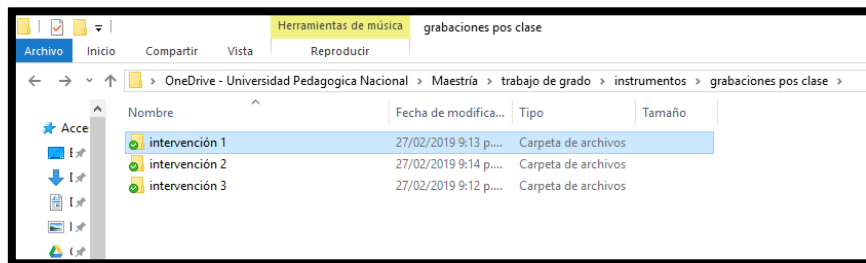 Herramientas de música grabaciones pos clase
Archivo Inicio Compartir Vista Reproducir
OneDrive - Universidad Pedagogica Nacional > Maestría > trabajo de grado > instrumentos > grabaciones pos clase >
Nombre Fecha de modifica... Tipo Tamaño
Acce
intervención 1 27/02/2019 9:13 p.... Carpeta de archivos
intervención 2 27/02/2019 9:14 p.... Carpeta de archivos
intervención 3 27/02/2019 9:12 p.... Carpeta de archivos